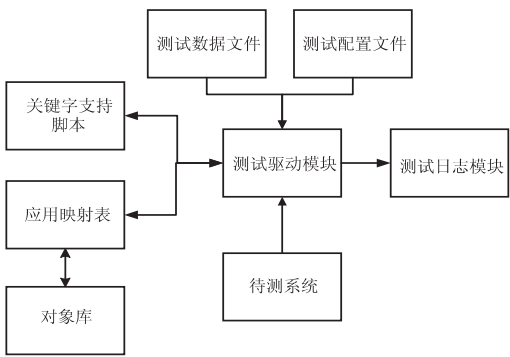 测试数据文件
测试配置文件
关键字支持
脚本
测试驱动模块
测试日志模块
应用映射表
待测系统
对象库